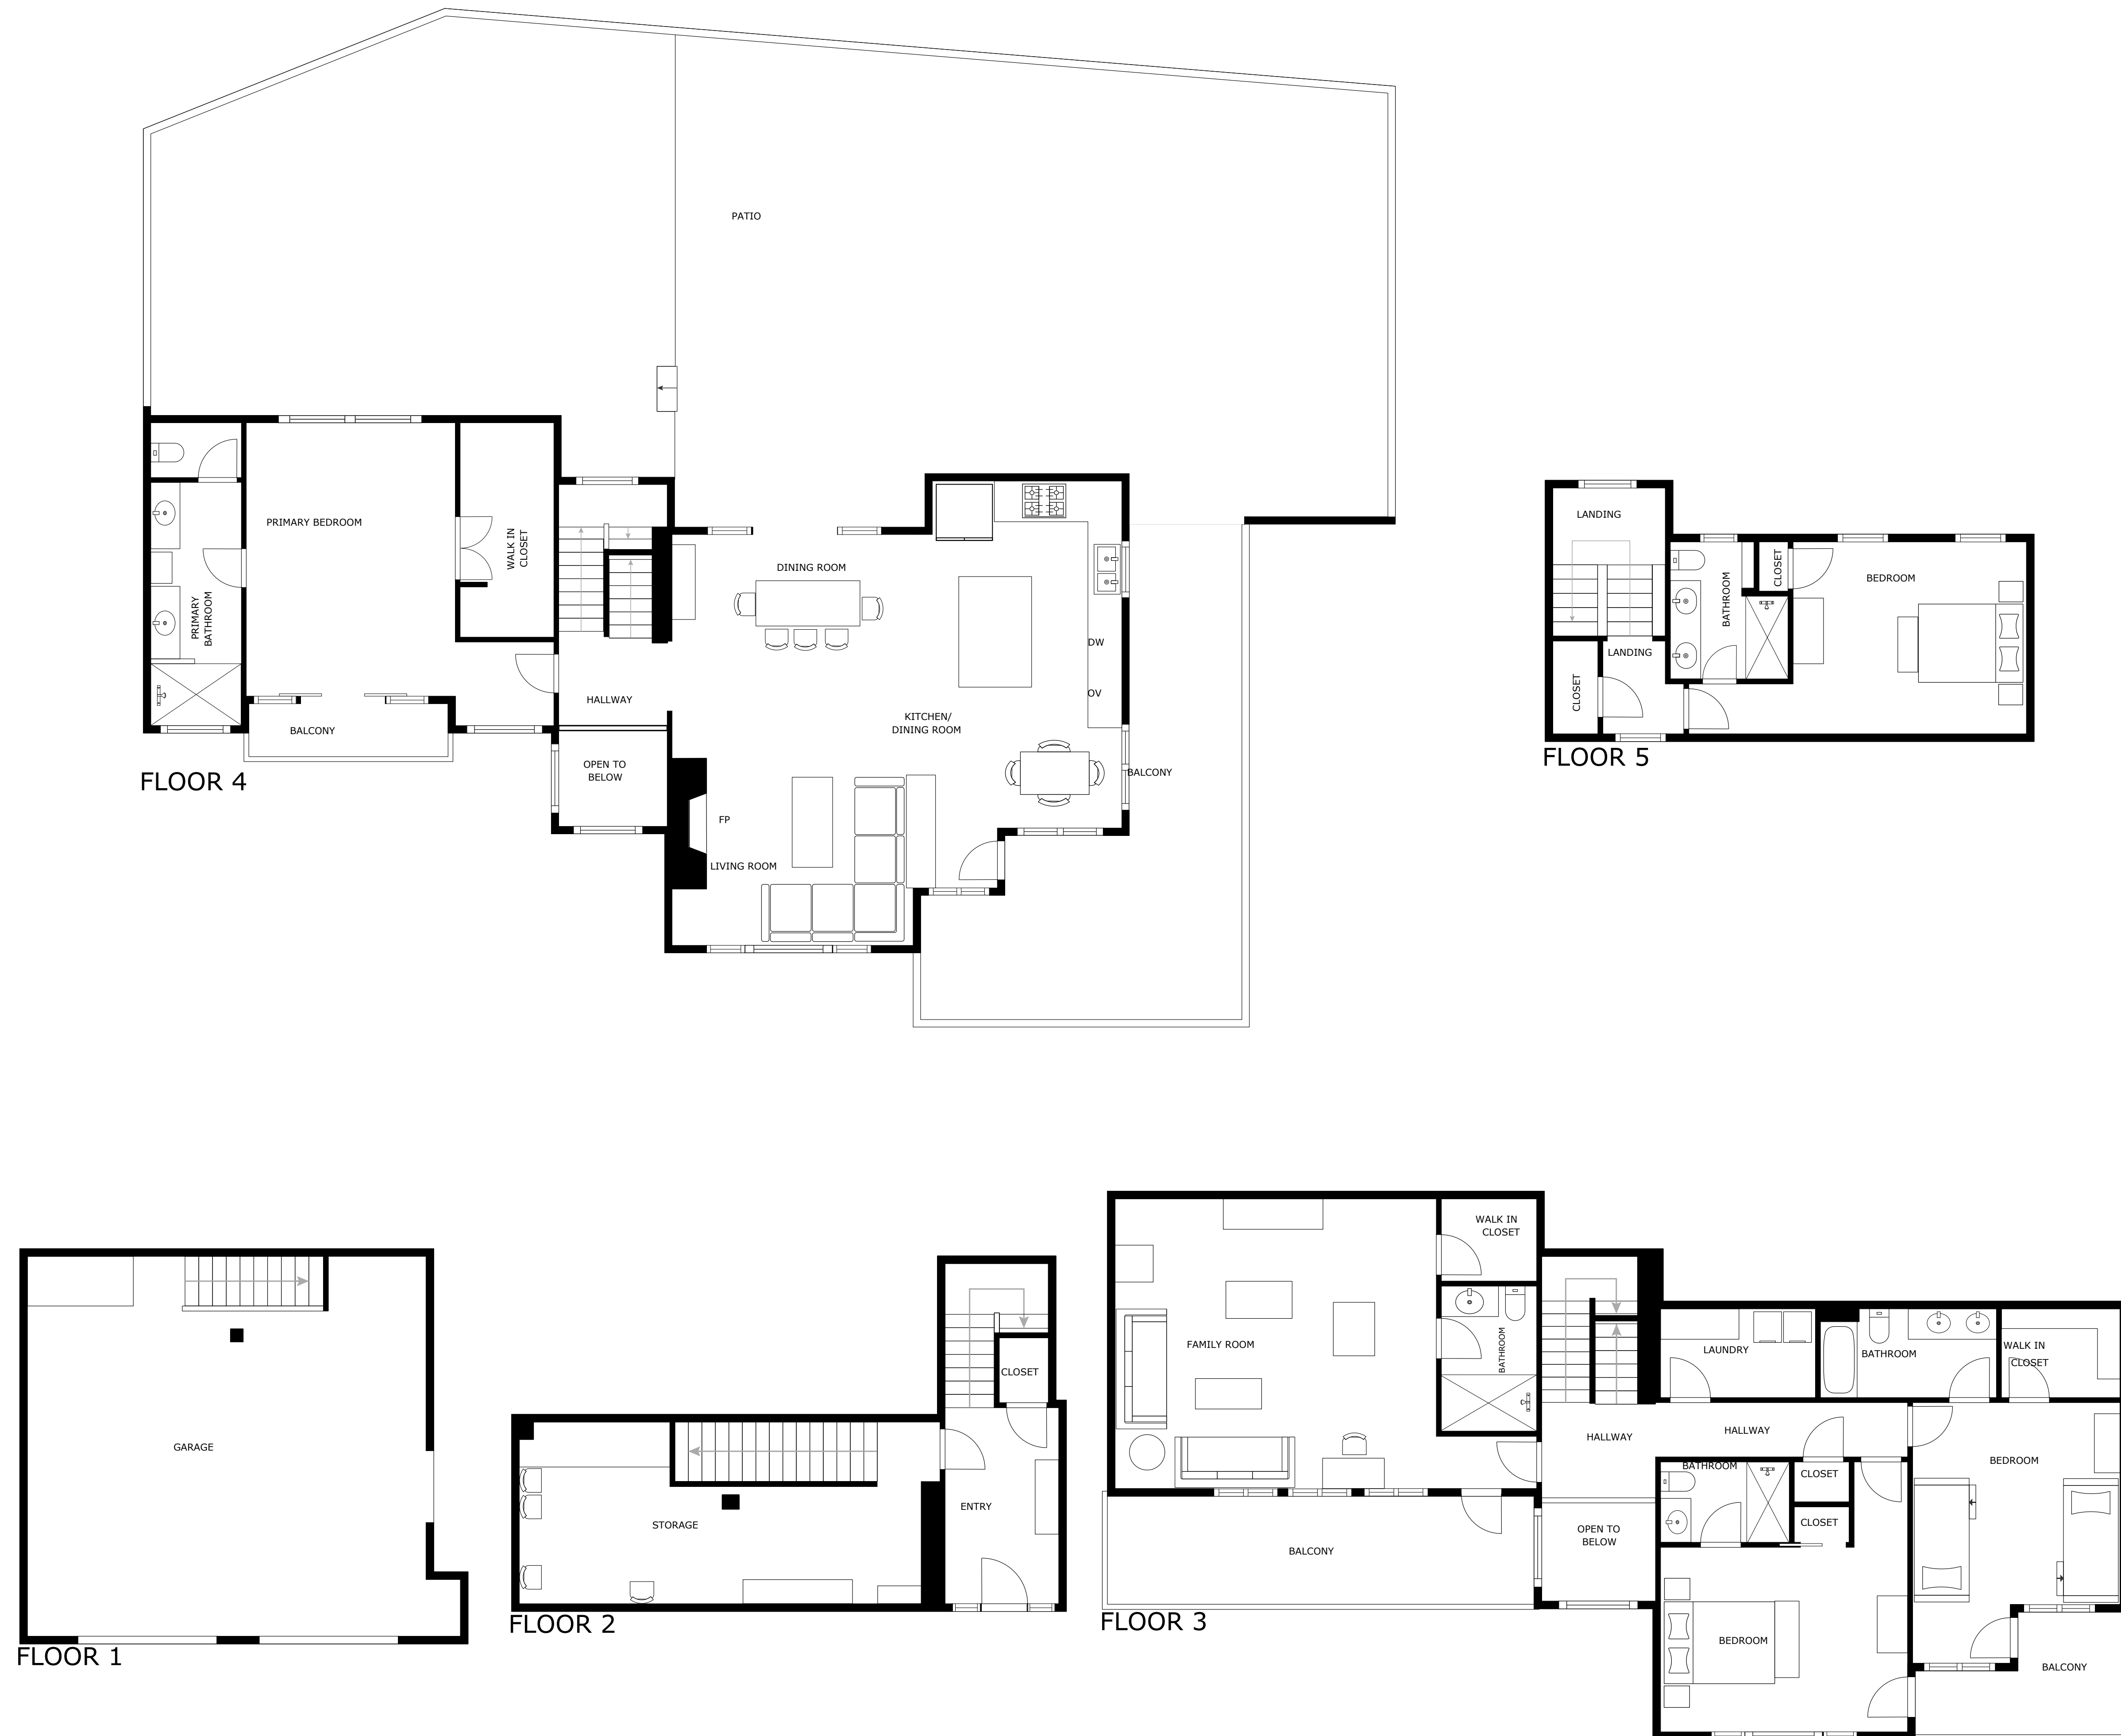 PATIO
PRIMARY BEDROOM
WALK IN
CLOSET
PRIMARY
BATHROOM
BALCONY
HALLWAY
OPEN TO
BELOW
DINING ROOM
DW
OV
KITCHEN/
DINING ROOM
BALCONY
FP
LIVING ROOM
FLOOR 4
LANDING
CLOSET
BATHROOM
BEDROOM
LANDING
CLOSET
FLOOR 5
GARAGE
FLOOR 1
CLOSET
ENTRY
STORAGE
FLOOR 2
WALK IN
CLOSET
FAMILY ROOM
BATHROOM
LAUNDRY
BATHROOM
WALK IN
CLOSET
HALLWAY
HALLWAY
BATHROOM
CLOSET
CLOSET
BEDROOM
OPEN TO
BELOW
BALCONY
BEDROOM
BALCONY
FLOOR 3